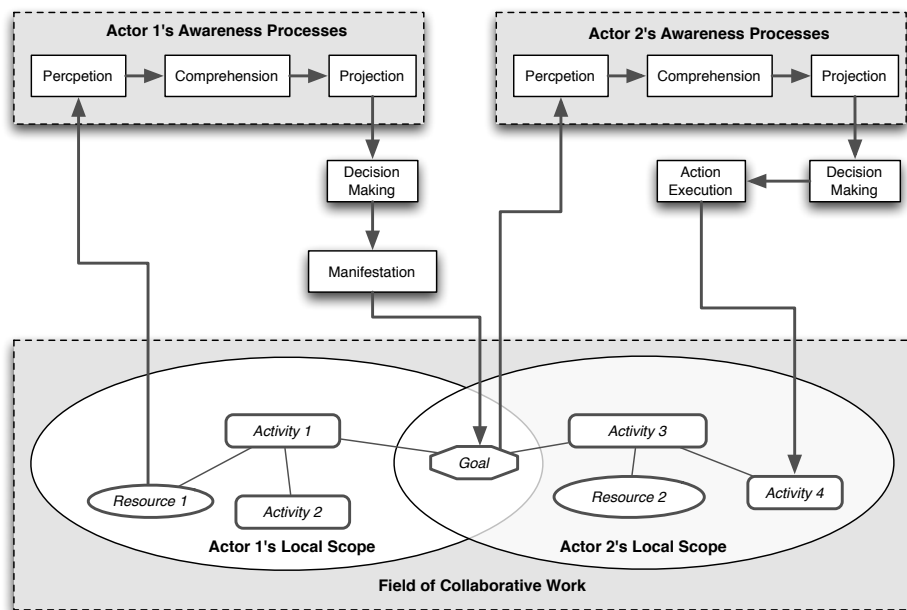 Actor 1's Awareness Processes
Percpetion
Comprehension
Projection
Decision
Making
Manifestation
Actor 2's Awareness Processes
Percpetion
Comprehension
Projection
Decision
Making
Action
Execution
Activity 1
Resource 1
Activity 2
Goal
Activity 3
Resource 2
Activity 4
Actor 1's Local Scope
Actor 2's Local Scope
Field of Collaborative Work